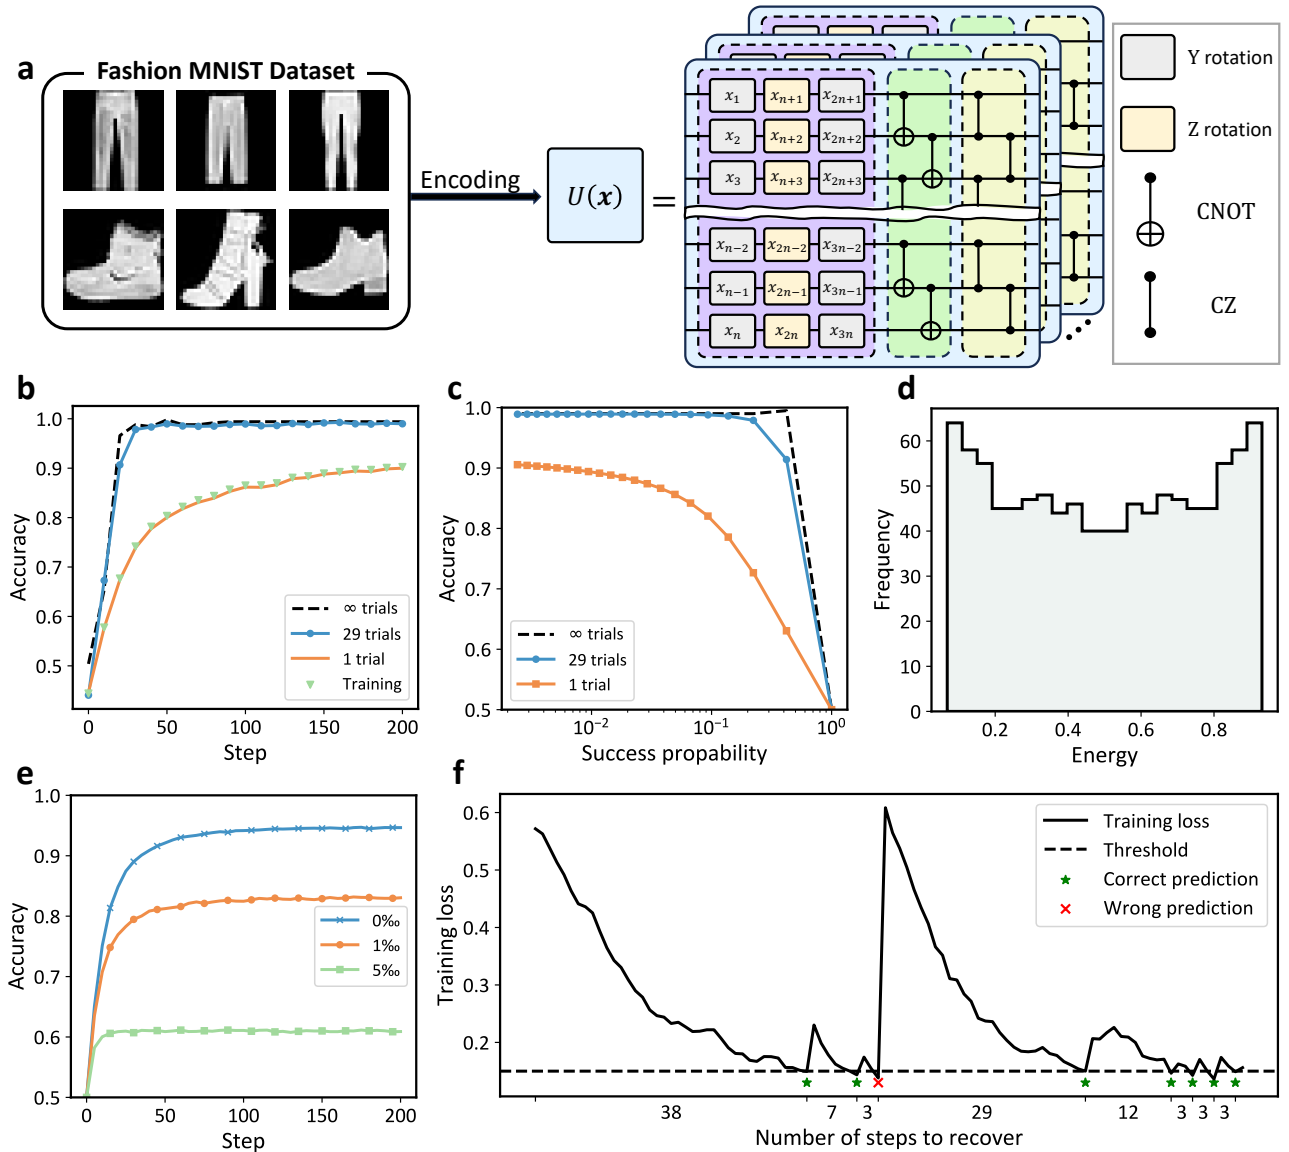 a
Fashion MNIST Dataset
Encoding
U(x)
=
x1 xn+1 x2n+1
x2 xn+2 x2n+2
x3 xn+3 x2n+3
xn−2 x2n−2 x3n−2
xn−1 x2n−1 x3n−1
xn x2n x3n
Y rotation
Z rotation
CNOT
CZ
b
1.0
0.9
0.8
0.7
0.6
0.5
Accuracy
∞ trials
29 trials
1 trial
Training
0 50 100 150 200
Step
c
1.0
0.9
0.8
0.7
0.6
0.5
Accuracy
∞ trials
29 trials
1 trial
10−2 10−1 100
Success propability
d
60
50
40
30
20
10
0
Frequency
0.2 0.4 0.6 0.8
Energy
e
1.0
0.9
0.8
0.7
0.6
0.5
Accuracy
0‰
1‰
5‰
0 50 100 150 200
Step
f
0.6
0.5
0.4
0.3
0.2
Training loss
Training loss
Threshold
Correct prediction
Wrong prediction
38 7 3 29 12 3 3 3
Number of steps to recover